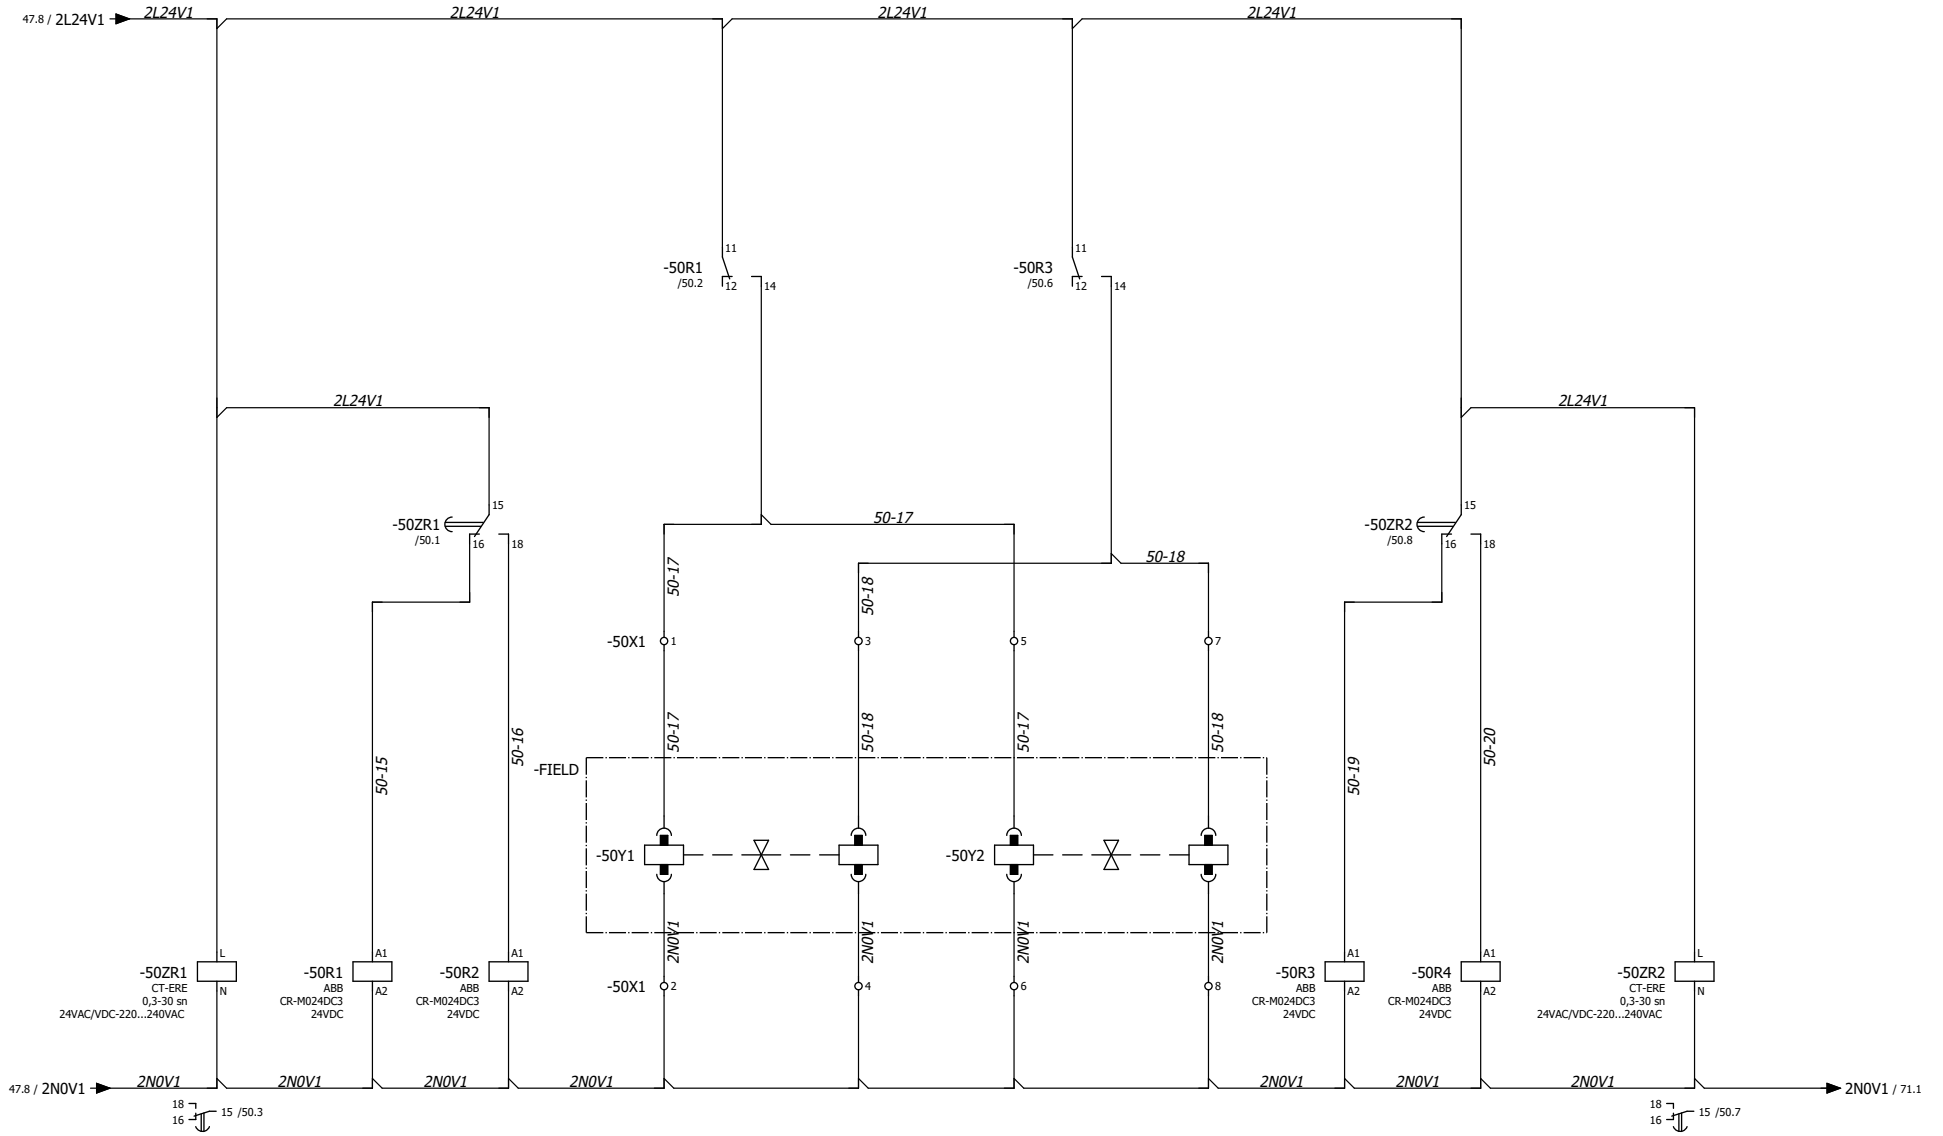 47.8 / 2L24V1
2L24V1
2L24V1
2L24V1
2L24V1
11
-50R1
/50.2
12
14
11
-50R3
/50.6
12
14
2L24V1
2L24V1
15
-50ZR1
/50.1
16
18
50-17
15
-50ZR2
/50.8
16
18
50-17
50-18
50-18
-50X1
1
3
5
7
50-15
50-16
50-17
50-18
50-17
50-18
50-19
50-20
-FIELD
-50Y1
-50Y2
2N0V1
2N0V1
2N0V1
2N0V1
L
-50ZR1
CT-ERE
0,3-30 sn
24VAC/VDC-220...240VAC
N
A1
-50R1
ABB
CR-M024DC3
24VDC
A2
A1
-50R2
ABB
CR-M024DC3
24VDC
A2
-50X1
2
4
6
8
A1
-50R3
ABB
CR-M024DC3
24VDC
A2
A1
-50R4
ABB
CR-M024DC3
24VDC
A2
L
-50ZR2
CT-ERE
0,3-30 sn
24VAC/VDC-220...240VAC
N
47.8 / 2N0V1
2N0V1
2N0V1
2N0V1
2N0V1
2N0V1
2N0V1
2N0V1
2N0V1 / 71.1
18
16
15 /50.3
18
16
15 /50.7